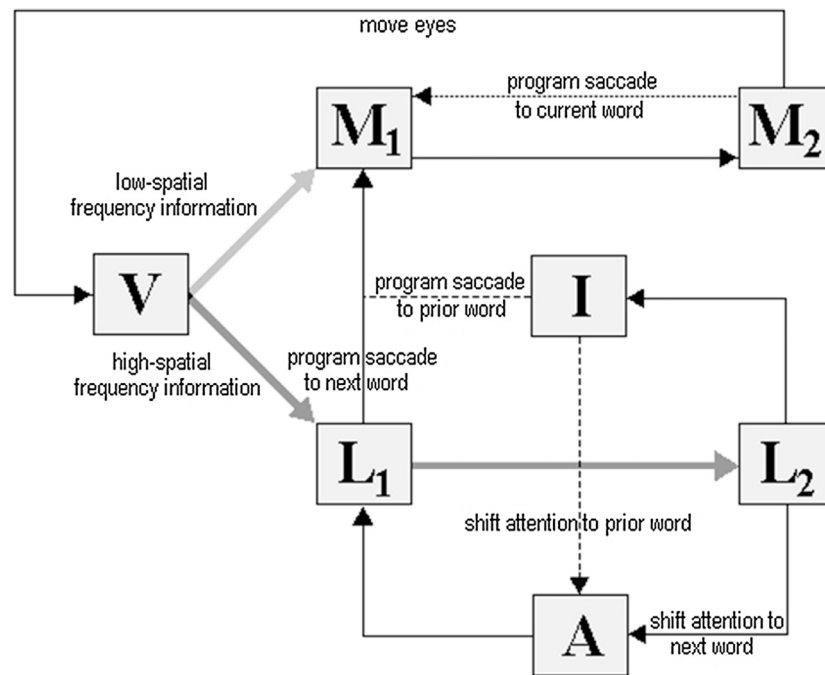 move eyes
program saccade
to current word
M1
M2
low-spatial
frequency information
V
program saccade
to prior word
I
high-spatial
frequency information
program saccade
to next word
L1
L2
shift attention to prior word
A
shift attention to
next word